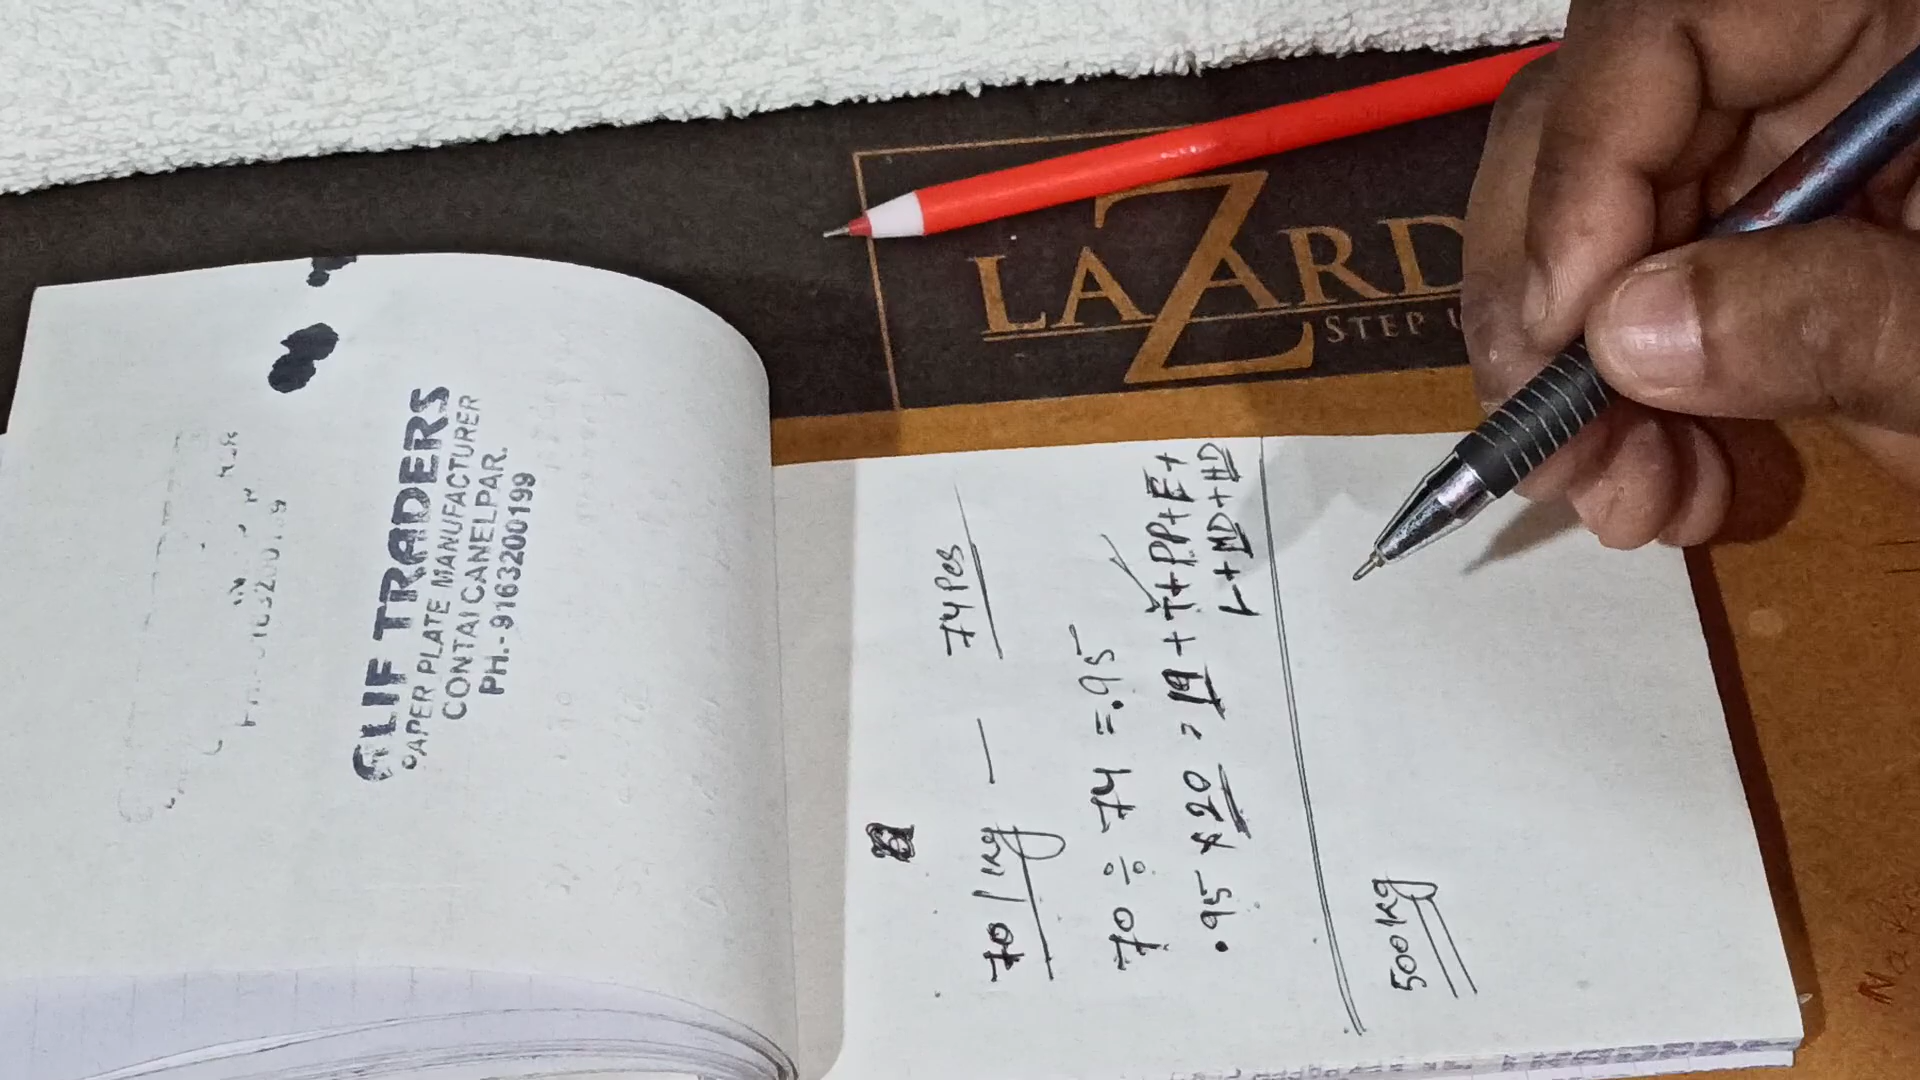 LAZARD
STEP U
ALIF TRADERS
PAPER PLATE MANUFACTURER
CONTAI CANELPAR.
PH.-9163200199
70/1kg — 74 Pcs
70 ÷ 74 = .95
.95 x 20 = 19 + T+PP+E+
L+MD+HD
500kg